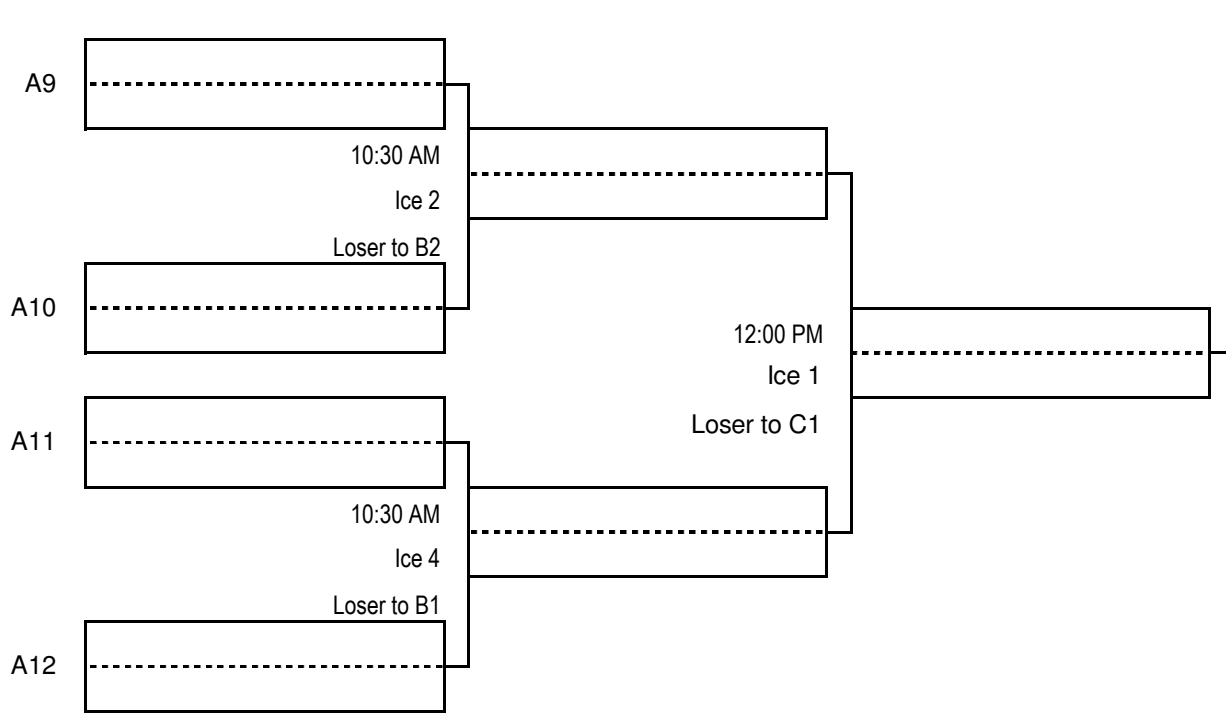 A9
10:30 AM
Ice 2
Loser to B2
A10
12:00 PM
Ice 1
Loser to C1
A11
10:30 AM
Ice 4
Loser to B1
A12